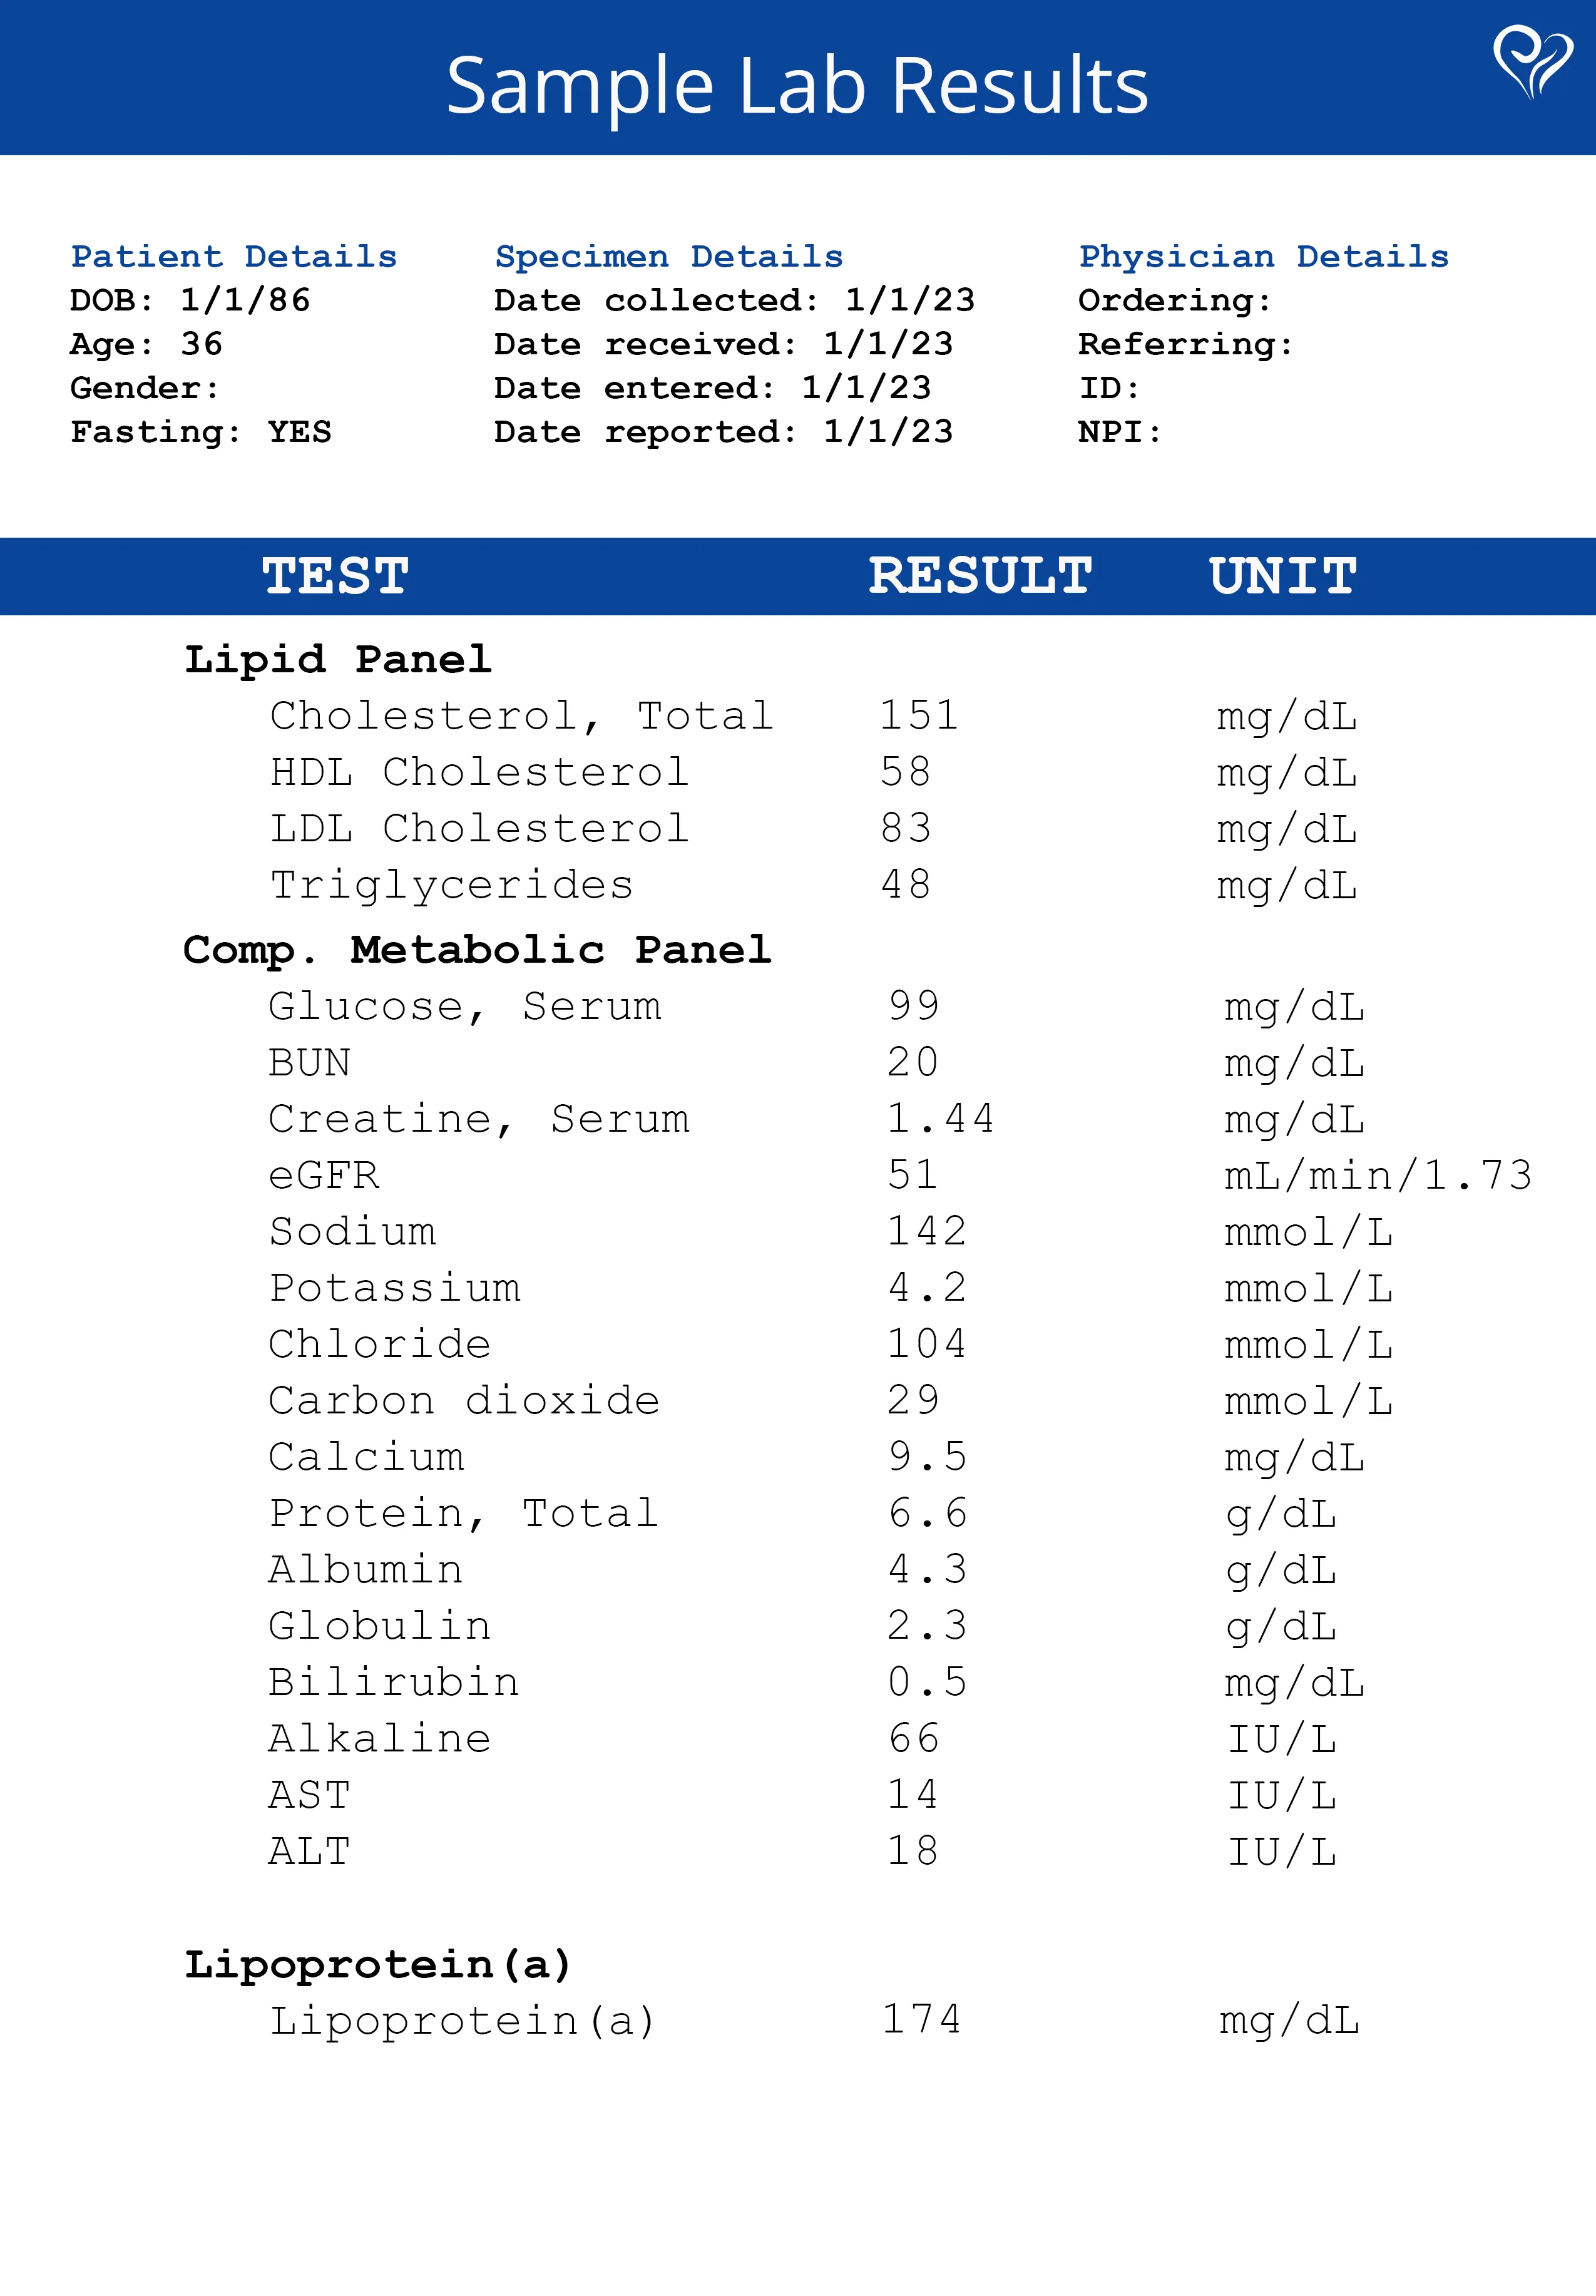 Sample Lab Results
Patient Details
DOB: 1/1/86
Age: 36
Gender:
Fasting: YES
Specimen Details
Date collected: 1/1/23
Date received: 1/1/23
Date entered: 1/1/23
Date reported: 1/1/23
Physician Details
Ordering:
Referring:
ID:
NPI:
TEST RESULT UNIT
Lipid Panel
Cholesterol, Total 151 mg/dL
HDL Cholesterol 58 mg/dL
LDL Cholesterol 83 mg/dL
Triglycerides 48 mg/dL
Comp. Metabolic Panel
Glucose, Serum 99 mg/dL
BUN 20 mg/dL
Creatine, Serum 1.44 mg/dL
eGFR 51 mL/min/1.73
Sodium 142 mmol/L
Potassium 4.2 mmol/L
Chloride 104 mmol/L
Carbon dioxide 29 mmol/L
Calcium 9.5 mg/dL
Protein, Total 6.6 g/dL
Albumin 4.3 g/dL
Globulin 2.3 g/dL
Bilirubin 0.5 mg/dL
Alkaline 66 IU/L
AST 14 IU/L
ALT 18 IU/L
Lipoprotein(a)
Lipoprotein(a) 174 mg/dL